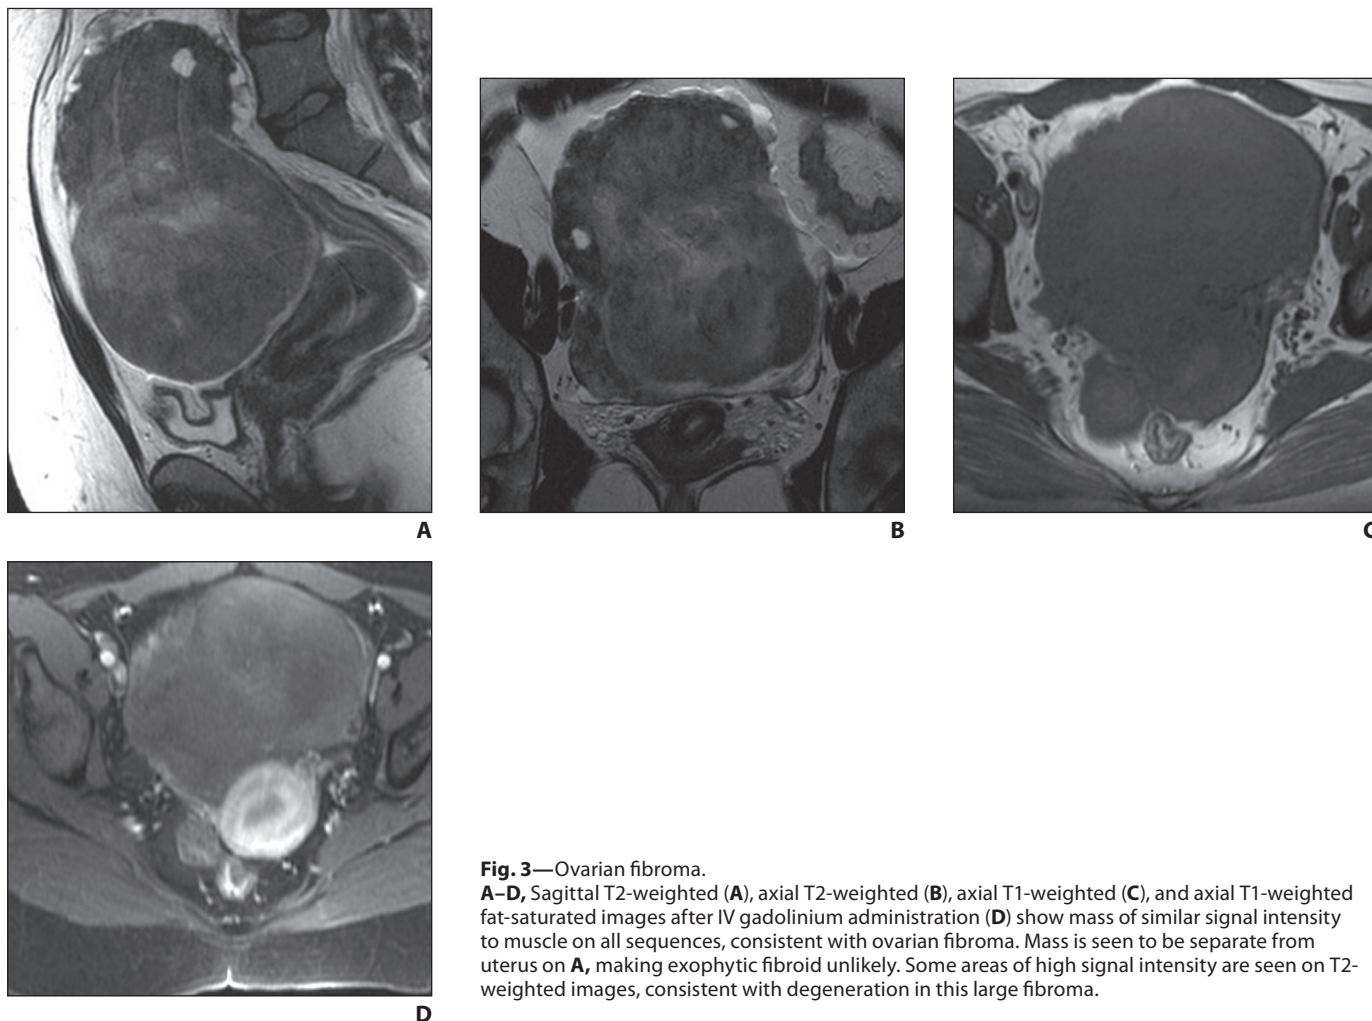 A
B
C
D
Fig. 3—Ovarian fibroma.
A–D, Sagittal T2-weighted (A), axial T2-weighted (B), axial T1-weighted (C), and axial T1-weighted
fat-saturated images after IV gadolinium administration (D) show mass of similar signal intensity
to muscle on all sequences, consistent with ovarian fibroma. Mass is seen to be separate from
uterus on A, making exophytic fibroid unlikely. Some areas of high signal intensity are seen on T2-
weighted images, consistent with degeneration in this large fibroma.